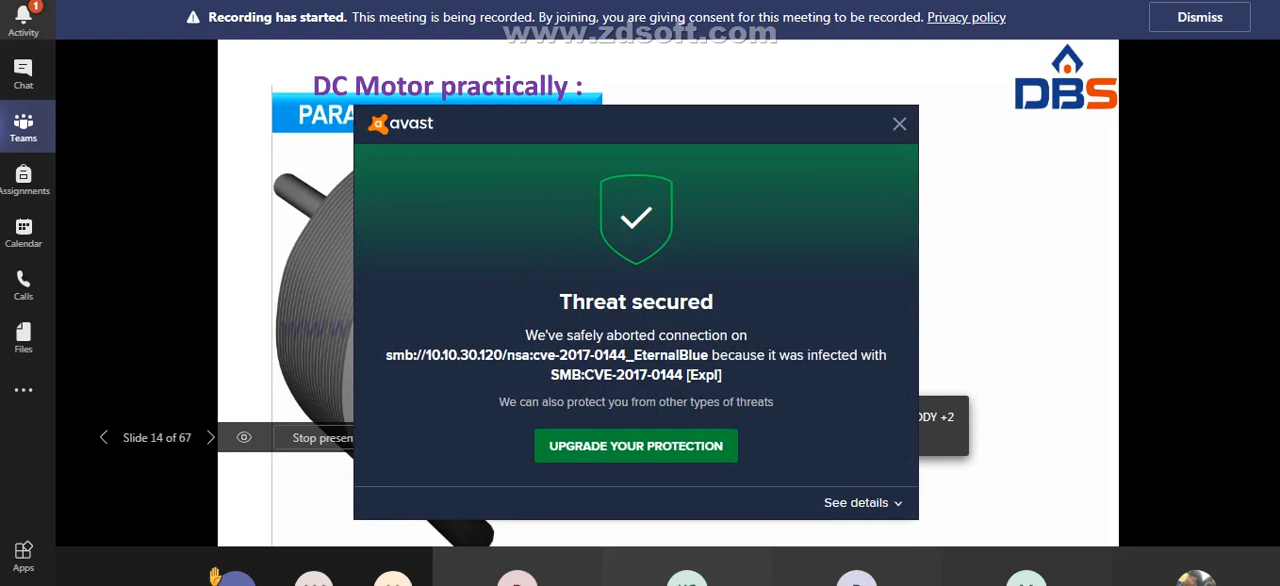 1
Activity
Recording has started. This meeting is being recorded. By joining, you are giving consent for this meeting to be recorded. Privacy policy
Dismiss
www.zdsoft.com
Chat
Teams
Assignments
Calendar
Calls
Files
Apps
DC Motor practically :
DBS
avast
Threat secured
We've safely aborted connection on
smb://10.10.30.120/nsa:cve-2017-0144_EternalBlue because it was infected with
SMB:CVE-2017-0144 [Expl]
We can also protect you from other types of threats
UPGRADE YOUR PROTECTION
See details
Slide 14 of 67
Stop presen
+2